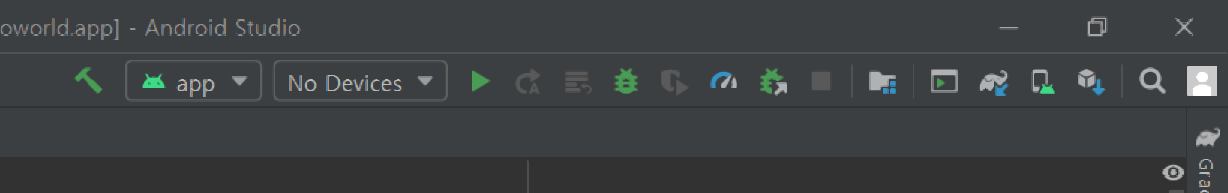 oworld.app] - Android Studio
app
No Devices